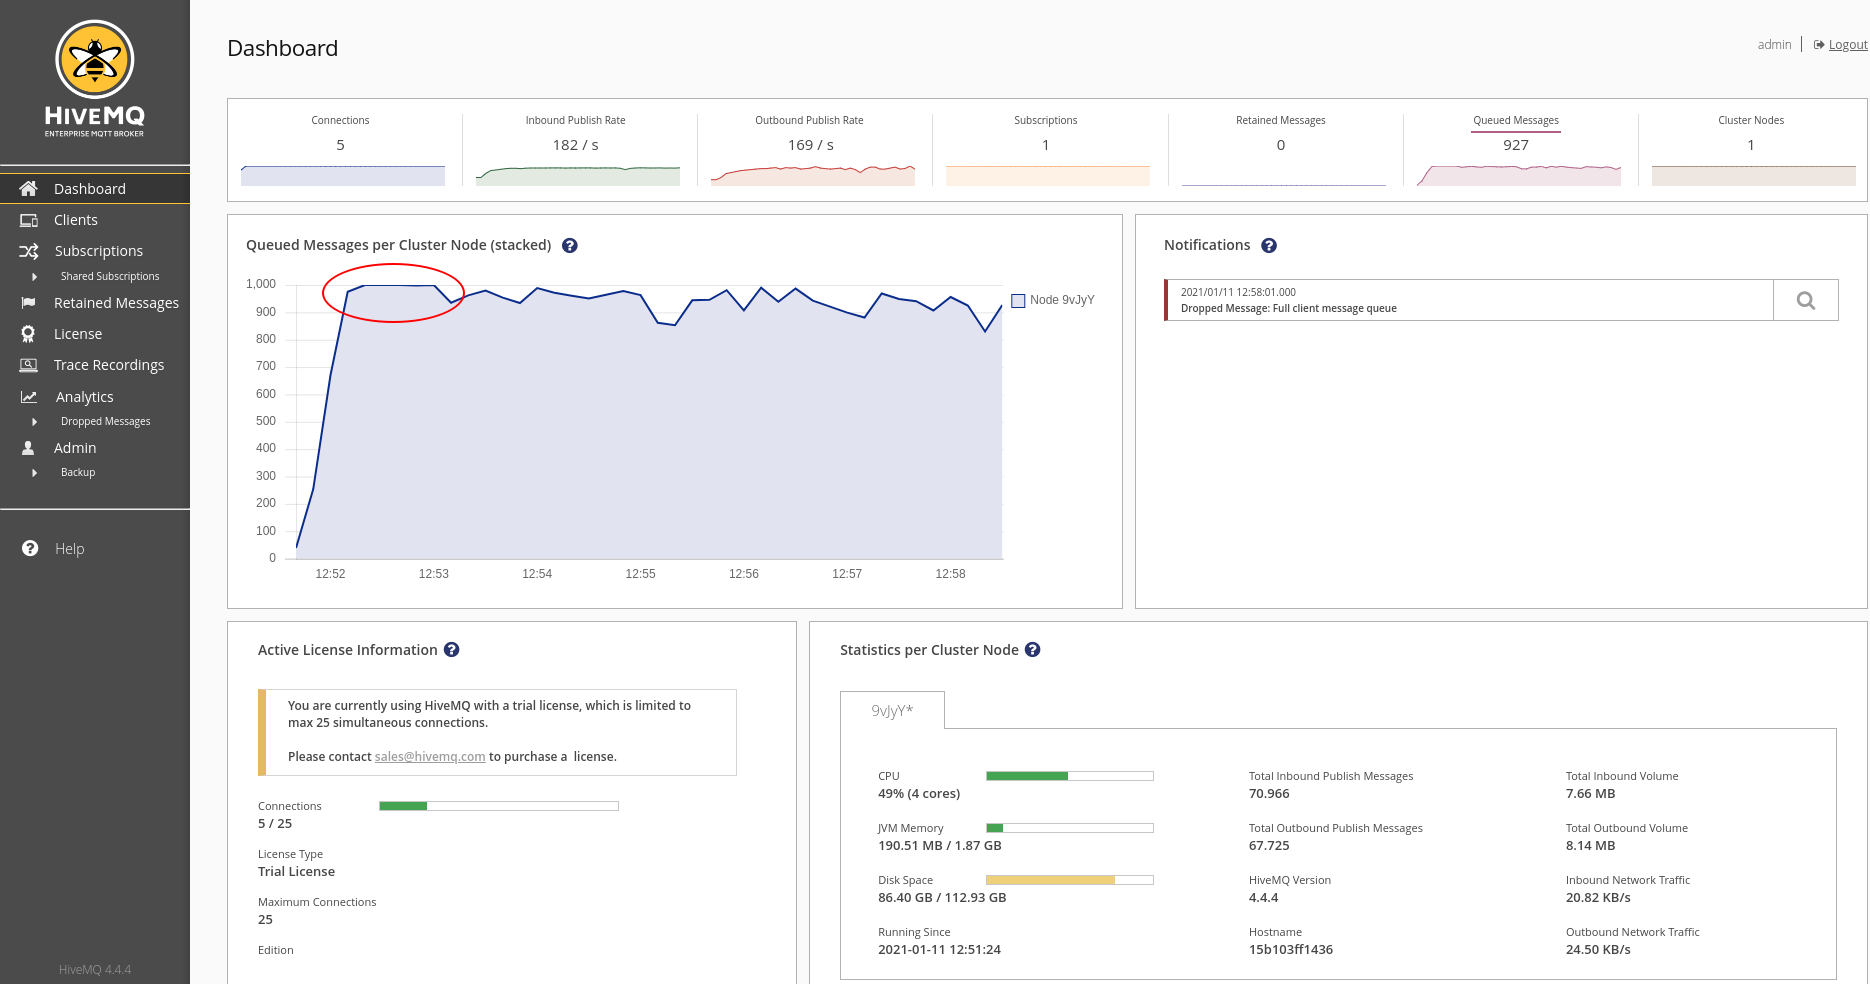 HIVEMQ
ENTERPRISE MQTT BROKER
Dashboard
Clients
Subscriptions
Shared Subscriptions
Retained Messages
License
Trace Recordings
Analytics
Dropped Messages
Admin
Backup
Help
HiveMQ 4.4.4
Dashboard
admin
Logout
Connections
5
Inbound Publish Rate
182 / s
Outbound Publish Rate
169 / s
Subscriptions
1
Retained Messages
0
Queued Messages
927
Cluster Nodes
1
Queued Messages per Cluster Node (stacked) ?
1,000
900
800
700
600
500
400
300
200
100
0
12:52 12:53 12:54 12:55 12:56 12:57 12:58
Node 9vJyY
Notifications ?
2021/01/11 12:58:01.000
Dropped Message: Full client message queue
Active License Information ?
You are currently using HiveMQ with a trial license, which is limited to
max 25 simultaneous connections.
Please contact sales@hivemq.com to purchase a license.
Connections
5 / 25
License Type
Trial License
Maximum Connections
25
Edition
Statistics per Cluster Node ?
9vJyY*
CPU
49% (4 cores)
JVM Memory
190.51 MB / 1.87 GB
Disk Space
86.40 GB / 112.93 GB
Running Since
2021-01-11 12:51:24
Total Inbound Publish Messages
70.966
Total Outbound Publish Messages
67.725
HiveMQ Version
4.4.4
Hostname
15b103ff1436
Total Inbound Volume
7.66 MB
Total Outbound Volume
8.14 MB
Inbound Network Traffic
20.82 KB/s
Outbound Network Traffic
24.50 KB/s